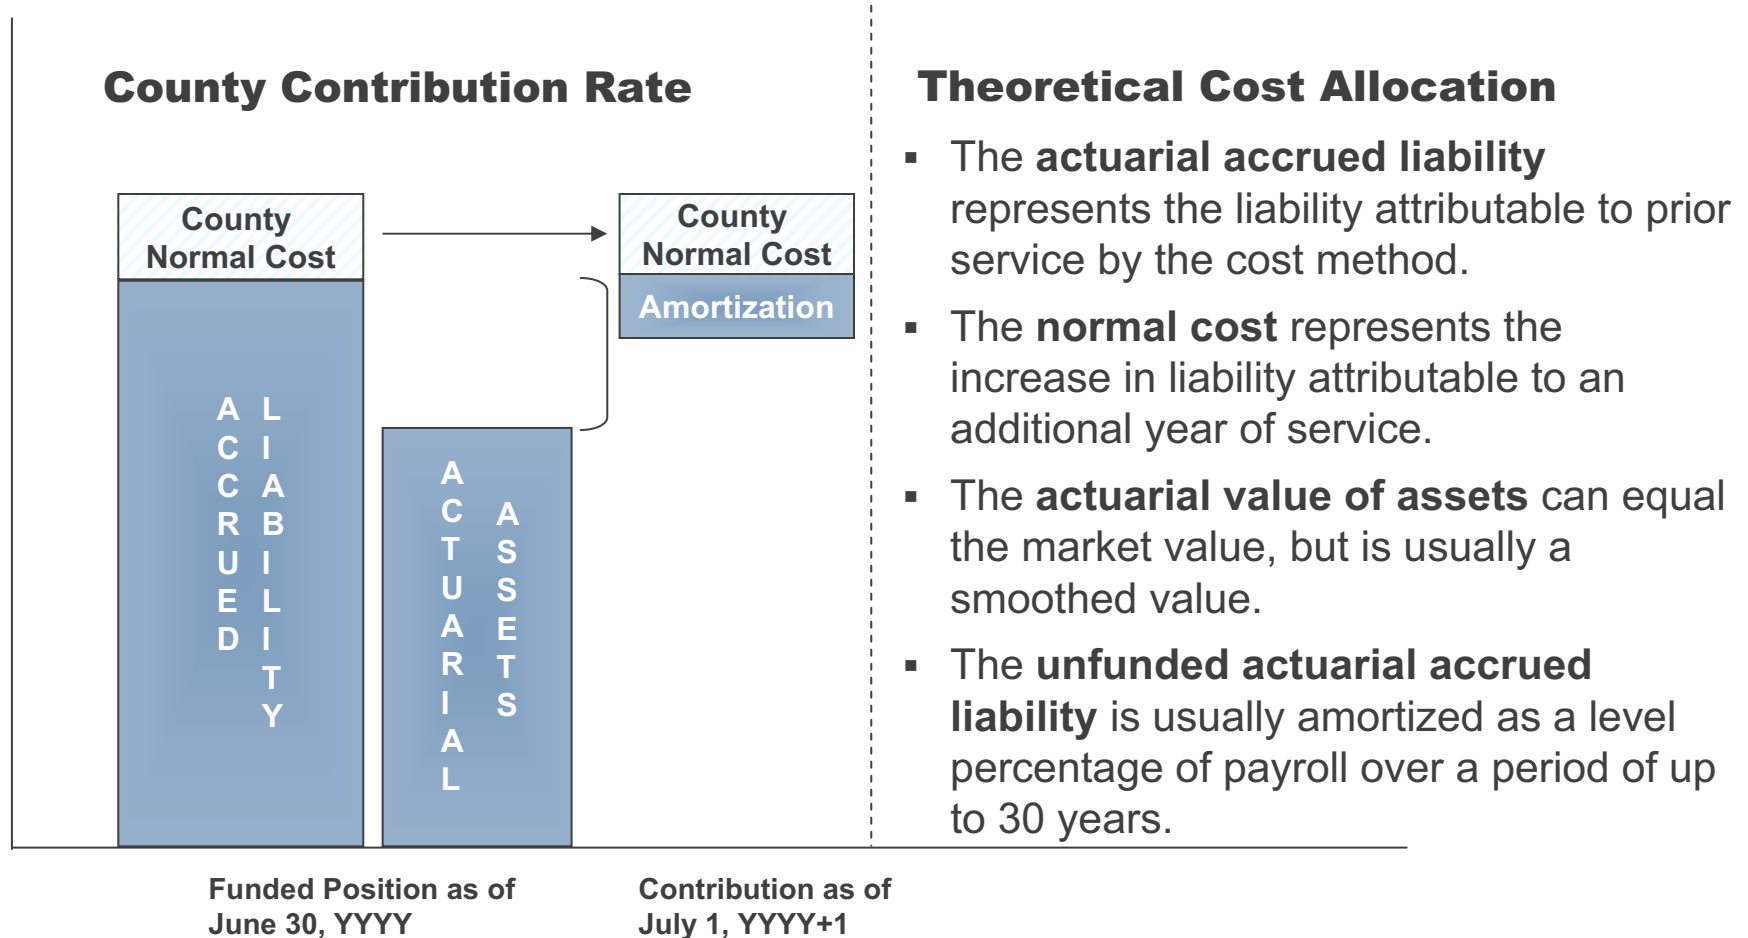 County Contribution Rate
County
Normal Cost
ACCRUED
LIABILITY
ACTUARIAL
ASSETS
County
Normal Cost
Amortization
Funded Position as of
June 30, YYYY
Contribution as of
July 1, YYYY+1
Theoretical Cost Allocation
▪ The actuarial accrued liability
represents the liability attributable to prior
service by the cost method.
▪ The normal cost represents the
increase in liability attributable to an
additional year of service.
▪ The actuarial value of assets can equal
the market value, but is usually a
smoothed value.
▪ The unfunded actuarial accrued
liability is usually amortized as a level
percentage of payroll over a period of up
to 30 years.